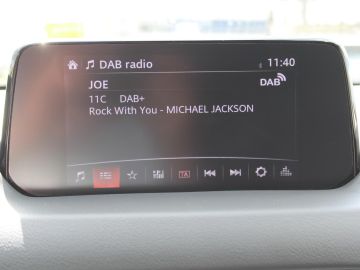 DAB radio 11:40
JOE DAB
11C DAB+
Rock With You - MICHAEL JACKSON
TA